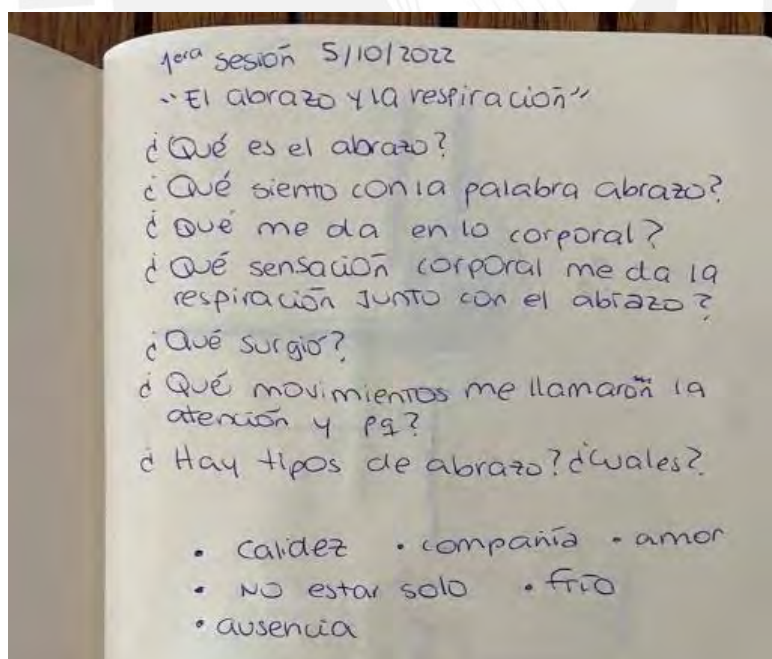 1era sesión 5/10/2022
"El abrazo y la respiración"
¿Qué es el abrazo?
¿Qué siento con la palabra abrazo?
¿Qué me da en lo corporal?
¿Qué sensación corporal me da la
respiración junto con el abrazo?
¿Qué surgió?
¿Qué movimientos me llamarón la
atención y pq?
¿Hay tipos de abrazo? ¿cuales?
• calidez • compañía • amor
• NO estar solo • frío
• ausencia